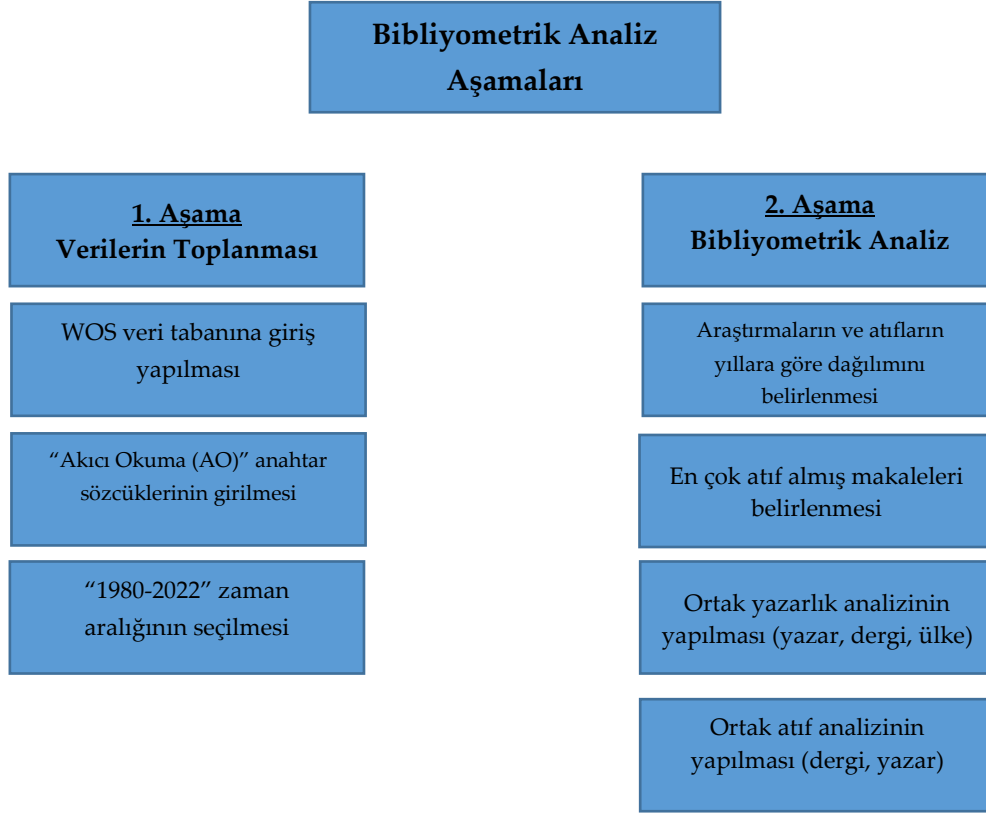 Bibliyometrik Analiz
Aşamaları
1. Aşama
Verilerin Toplanması
WOS veri tabanına giriş
yapılması
“Akıcı Okuma (AO)” anahtar
sözcüklerinin girilmesi
“1980-2022” zaman
aralığının seçilmesi
2. Aşama
Bibliyometrik Analiz
Araştırmaların ve atıfların
yıllara göre dağılımını
belirlenmesi
En çok atıf almış makaleleri
belirlenmesi
Ortak yazarlık analizinin
yapılması (yazar, dergi, ülke)
Ortak atıf analizinin
yapılması (dergi, yazar)